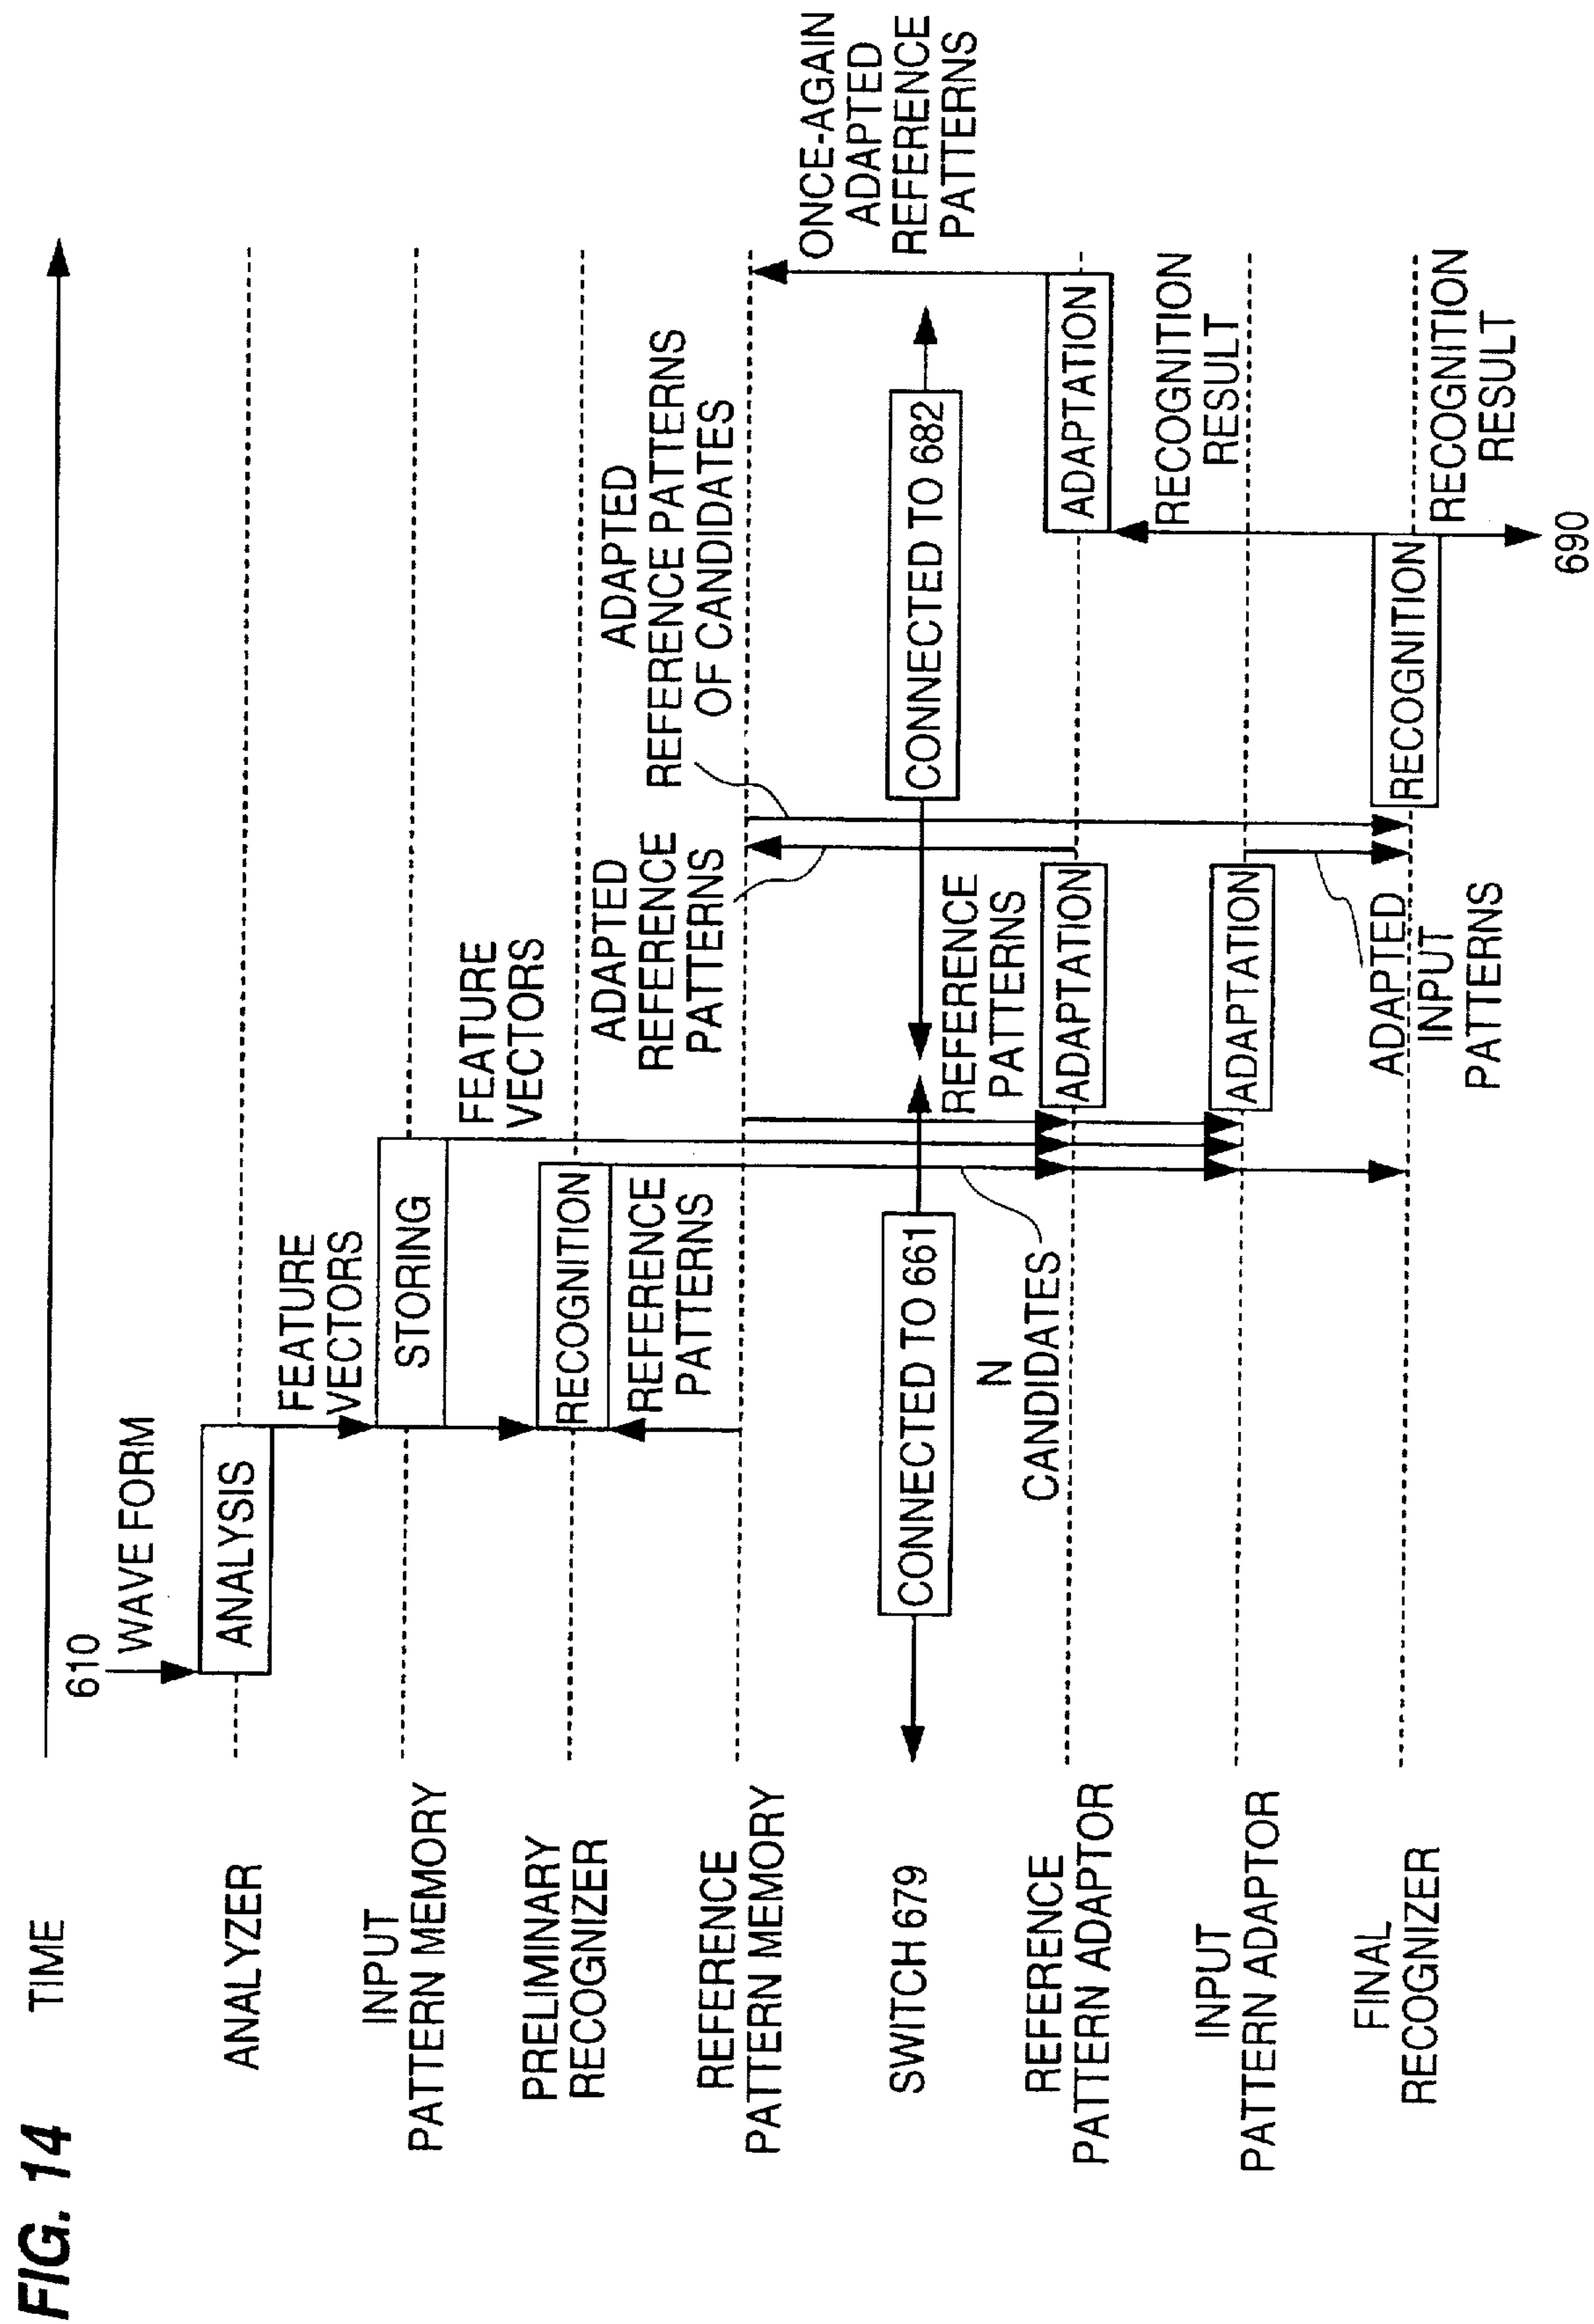 FIG. 14
TIME
610
WAVE FORM
ANALYZER
ANALYSIS
FEATURE
VECTORS
INPUT
PATTERN MEMORY
STORING
FEATURE
VECTORS
PRELIMINARY
RECOGNIZER
RECOGNITION
REFERENCE
PATTERNS
ADAPTED
REFERENCE
PATTERNS
ADAPTED
REFERENCE PATTERNS
OF CANDIDATES
REFERENCE
PATTERN MEMORY
ONCE-AGAIN
ADAPTED
REFERENCE
PATTERNS
SWITCH 679
CONNECTED TO 661
CONNECTED TO 682
N
CANDIDATES
REFERENCE
PATTERNS
REFERENCE
PATTERN ADAPTOR
ADAPTATION
ADAPTATION
RECOGNITION
RESULT
INPUT
PATTERN ADAPTOR
ADAPTATION
ADAPTED
INPUT
PATTERNS
FINAL
RECOGNIZER
RECOGNITION
RECOGNITION
RESULT
690